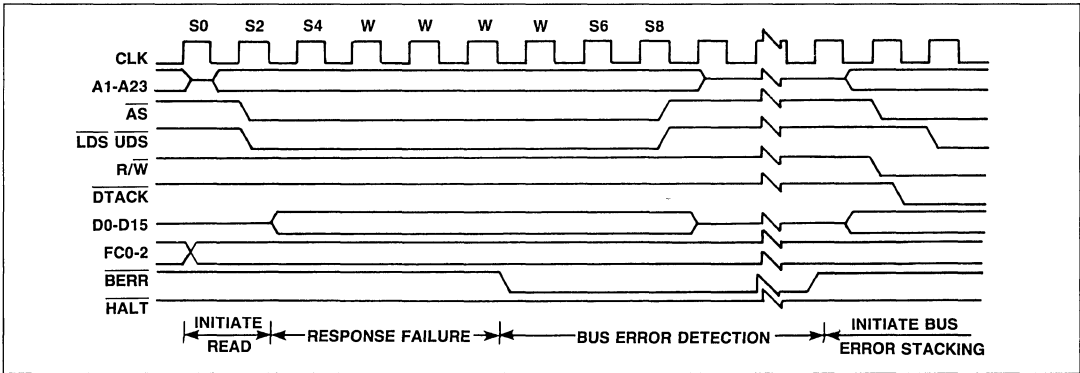 S0 S2 S4 W W W W S6 S8
CLK
A1-A23
AS
LDS UDS
R/W
DTACK
D0-D15
FC0-2
BERR
HALT
INITIATE
READ
RESPONSE FAILURE
BUS ERROR DETECTION
INITIATE BUS
ERROR STACKING